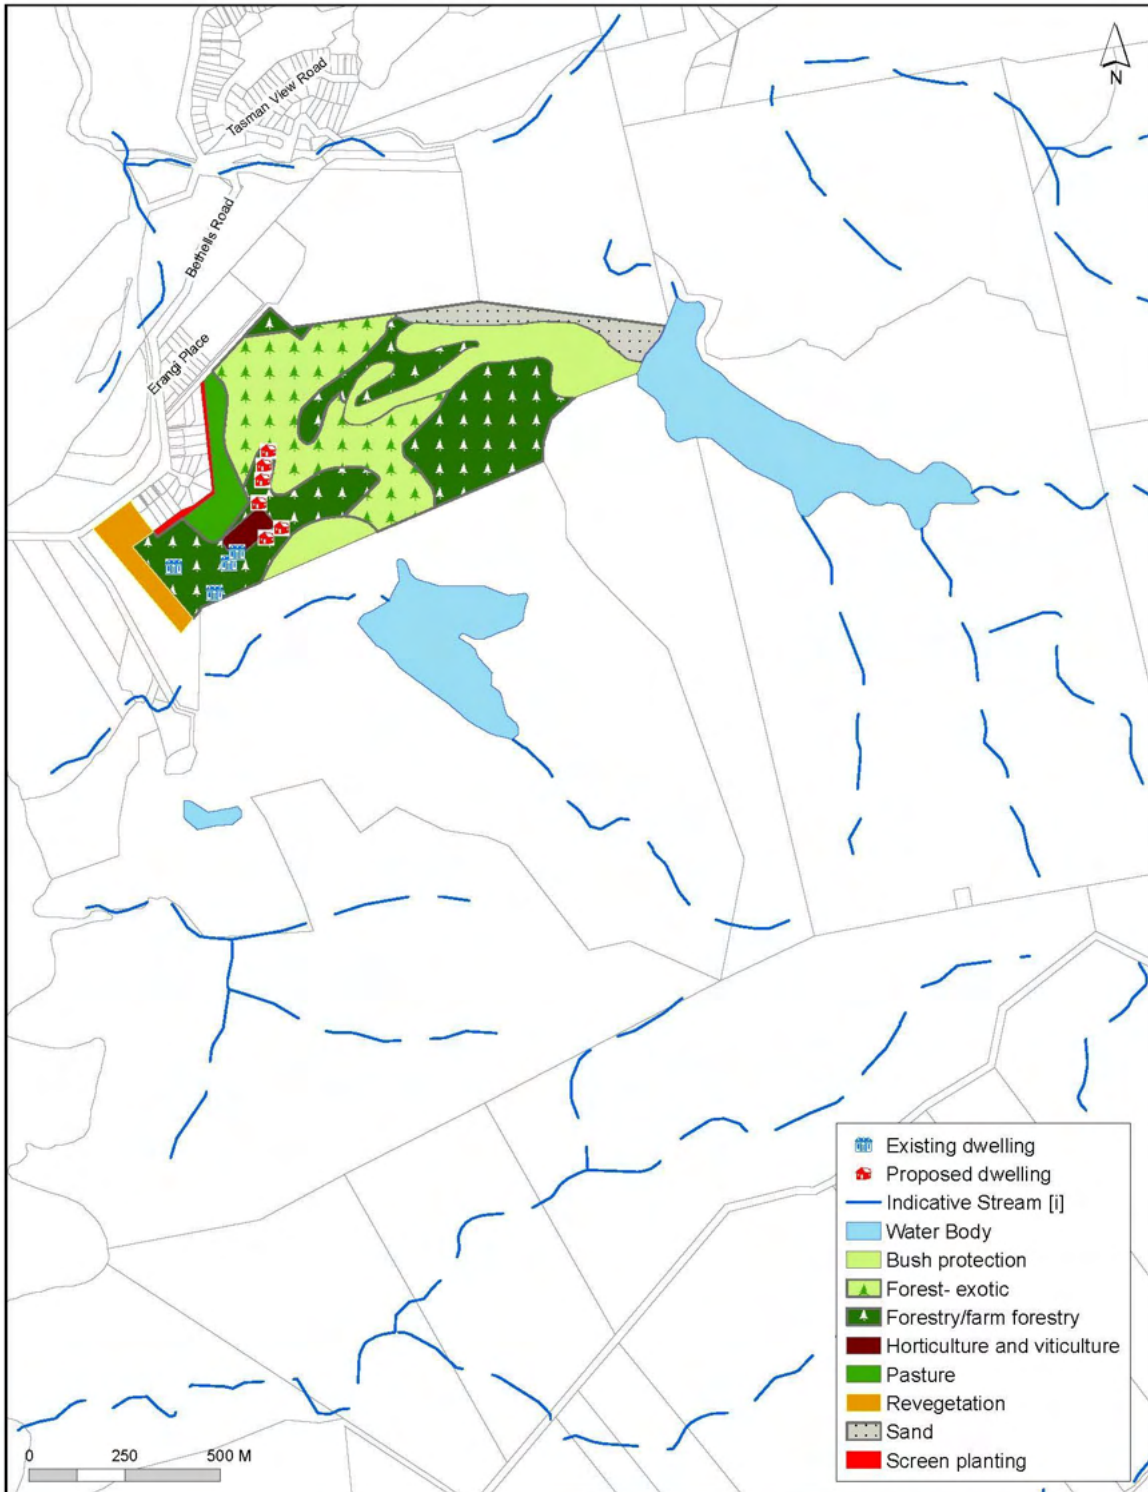 N
Tasman View Road
Bethells Road
Erangi Place
Existing dwelling
Proposed dwelling
Indicative Stream [i]
Water Body
Bush protection
Forest- exotic
Forestry/farm forestry
Horticulture and viticulture
Pasture
Revegetation
Sand
Screen planting
0 250 500 M